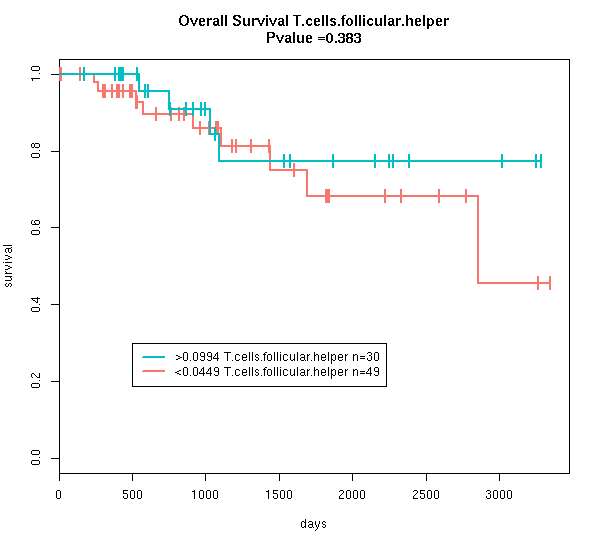 Overall Survival T.cells.follicular.helper
Pvalue =0.383
1.0
0.8
0.6
0.4
0.2
0.0
survival
>0.0994 T.cells.follicular.helper n=30
<0.0449 T.cells.follicular.helper n=49
0 500 1000 1500 2000 2500 3000
days